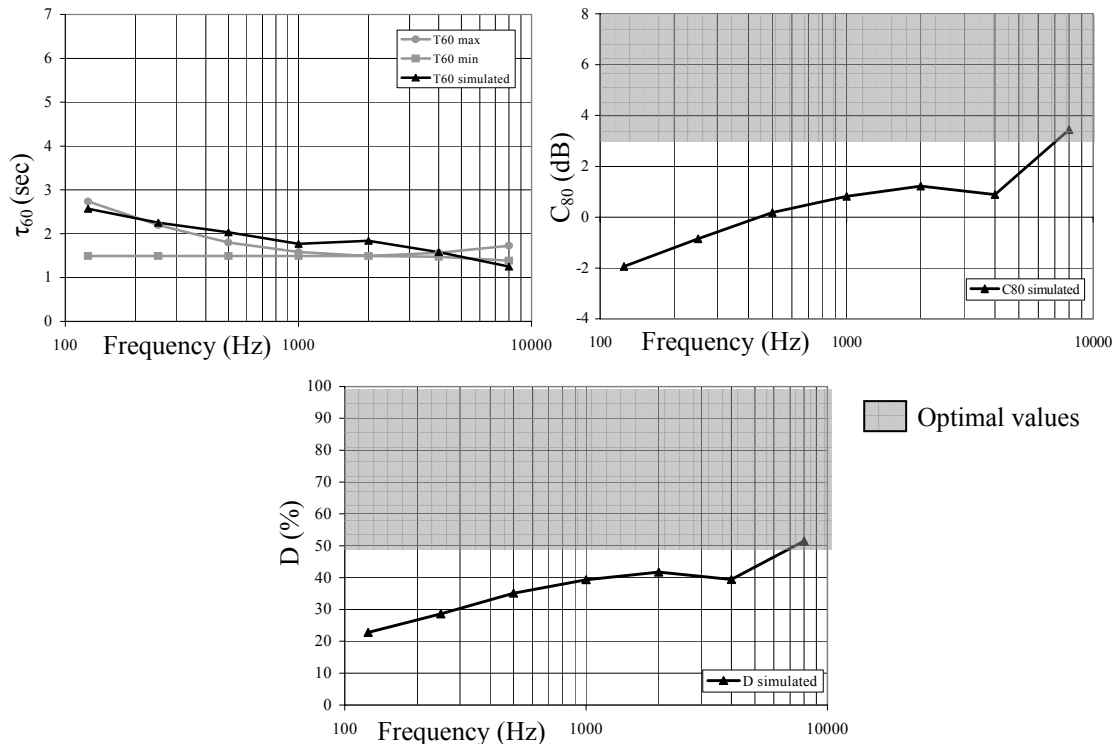 7
6
5
4
3
2
1
0
τ60 (sec)
T60 max
T60 min
T60 simulated
100
1000
10000
Frequency (Hz)
8
6
4
2
0
-2
-4
C80 (dB)
C80 simulated
100
1000
10000
Frequency (Hz)
100
90
80
70
60
50
40
30
20
10
0
D (%)
D simulated
100
1000
10000
Frequency (Hz)
Optimal values